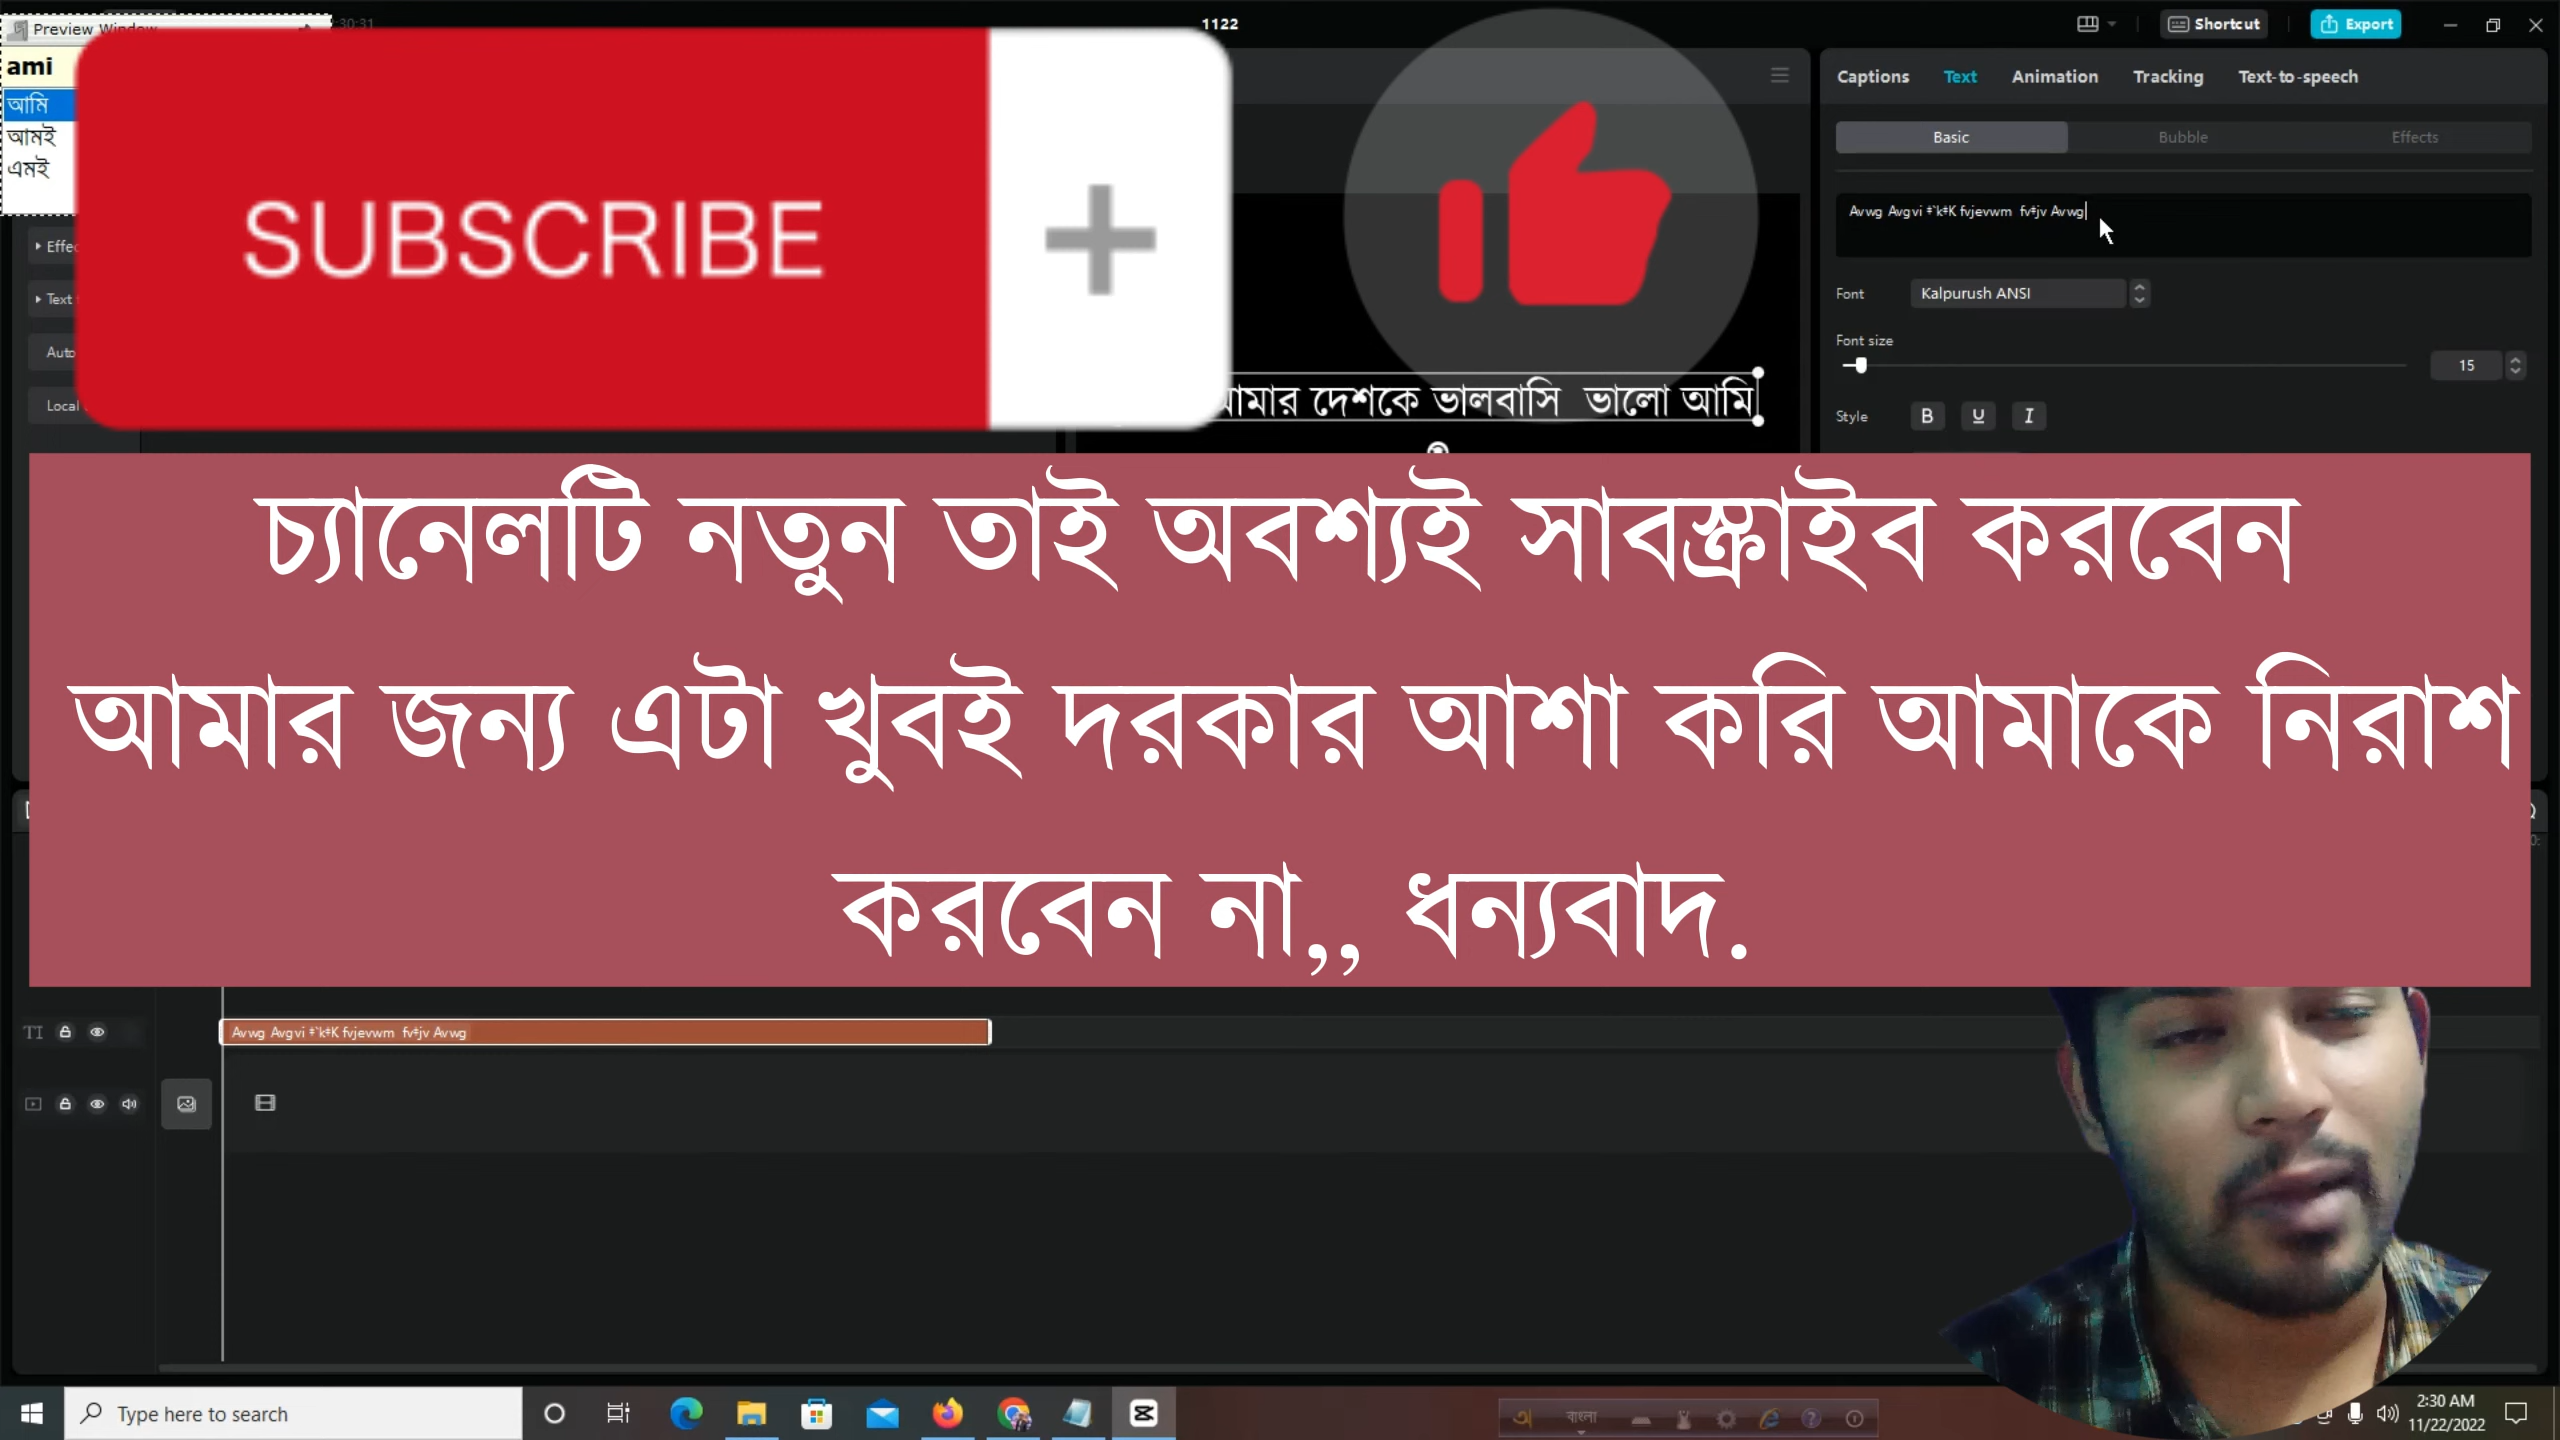 Preview Window
:30:31
1122
Shortcut
Export
ami
আমি
আমই
এমই
SUBSCRIBE
+
Captions Text Animation Tracking Text-to-speech
Basic Bubble Effects
Avwg Avgvi ‡`k‡K fvjevwm  fv‡jv Avwg
Font Kalpurush ANSI
Font size
15
Style B U I
Text
Auto
Local
আমার দেশকে ভালবাসি  ভালো আমি
চ্যানেলটি নতুন তাই অবশ্যই সাবস্ক্রাইব করবেন
আমার জন্য এটা খুবই দরকার আশা করি আমাকে নিরাশ
করবেন না,, ধন্যবাদ.
TI
Avwg Avgvi ‡`k‡K fvjevwm  fv‡jv Avwg
Type here to search
অ বাংলা
2:30 AM
11/22/2022